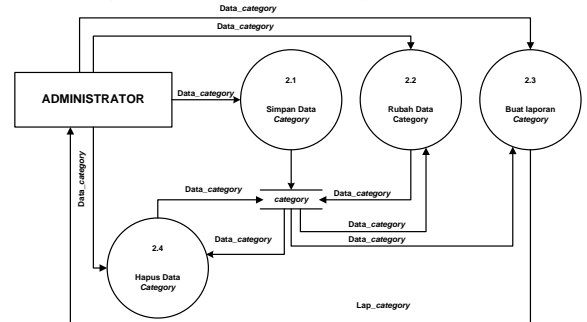 Data_category
Data_category
2.1
2.2
2.3
ADMINISTRATOR
Data_category
Simpan Data
Category
Rubah Data
Category
Buat laporan
Category
Data_category
Data_category
Data_category
category
Data_category
Data_category
Data_category
Data_category
2.4
Hapus Data
Category
Lap_category